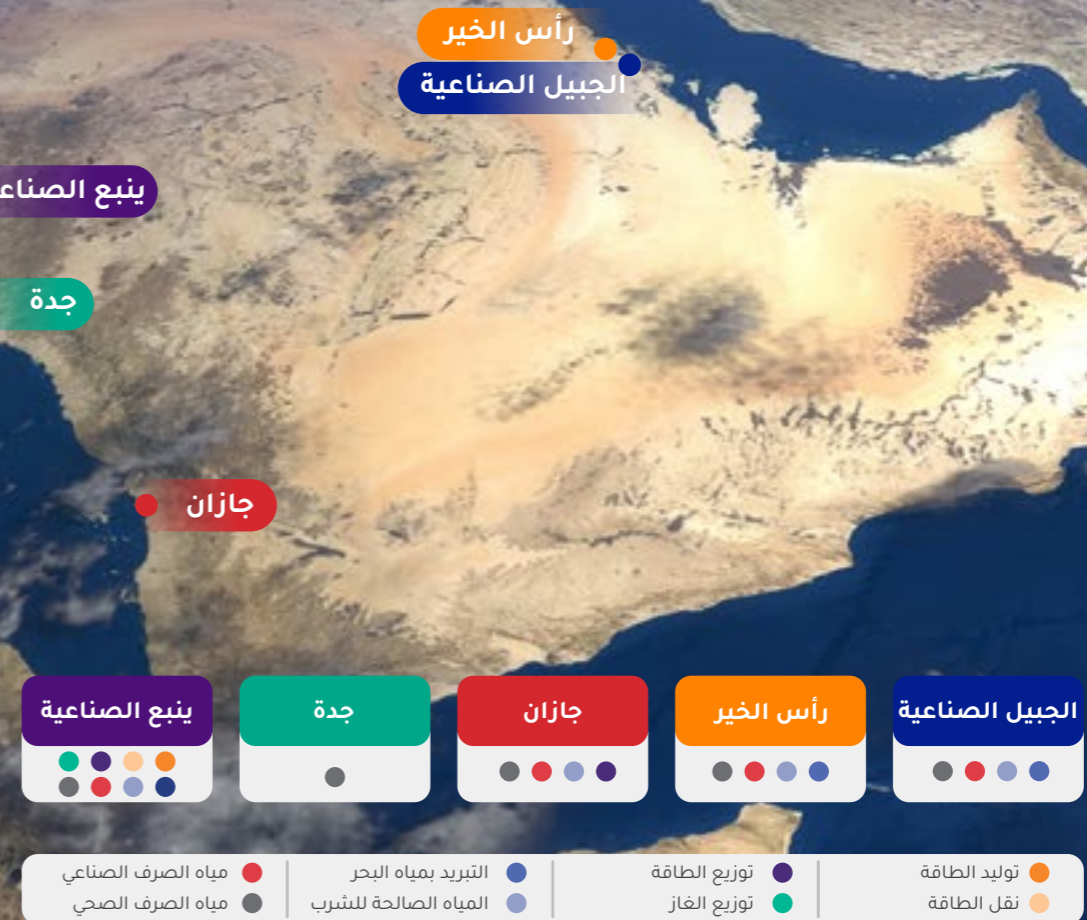 رأس الخير
الجبيل الصناعية
ينبع الصناع
جدة
جازان
الجبيل الصناعية
رأس الخير
جازان
جدة
ينبع الصناعية
توليد الطاقة
نقل الطاقة
توزيع الطاقة
توزيع الغاز
التبريد بمياه البحر
المياه الصالحة للشرب
مياه الصرف الصناعي
مياه الصرف الصحي